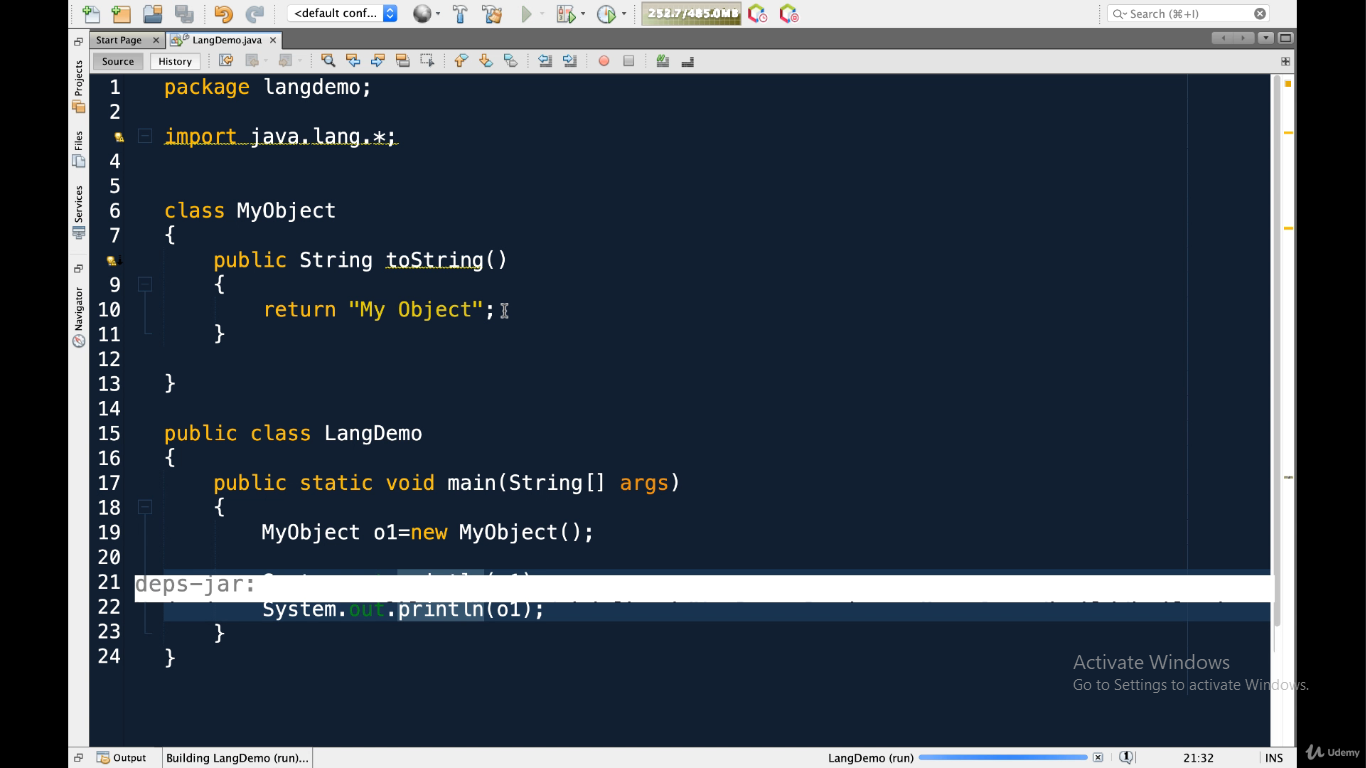 <default conf...
252.7/485.0MB
Search (⌘+I)
Start Page
LangDemo.java
Source
History
Projects
Files
Services
Navigator
1 package langdemo;
2
import java.lang.*;
4
5
6 class MyObject
7 {
public String toString()
9 {
10 return "My Object";
11 }
12
13 }
14
15 public class LangDemo
16 {
17 public static void main(String[] args)
18 {
19 MyObject o1=new MyObject();
20
21
deps-jar:
22 System.out.println(o1);
23 }
24 }
Activate Windows
Go to Settings to activate Windows.
Output
Building LangDemo (run)...
LangDemo (run)
21:32
INS
Udemy